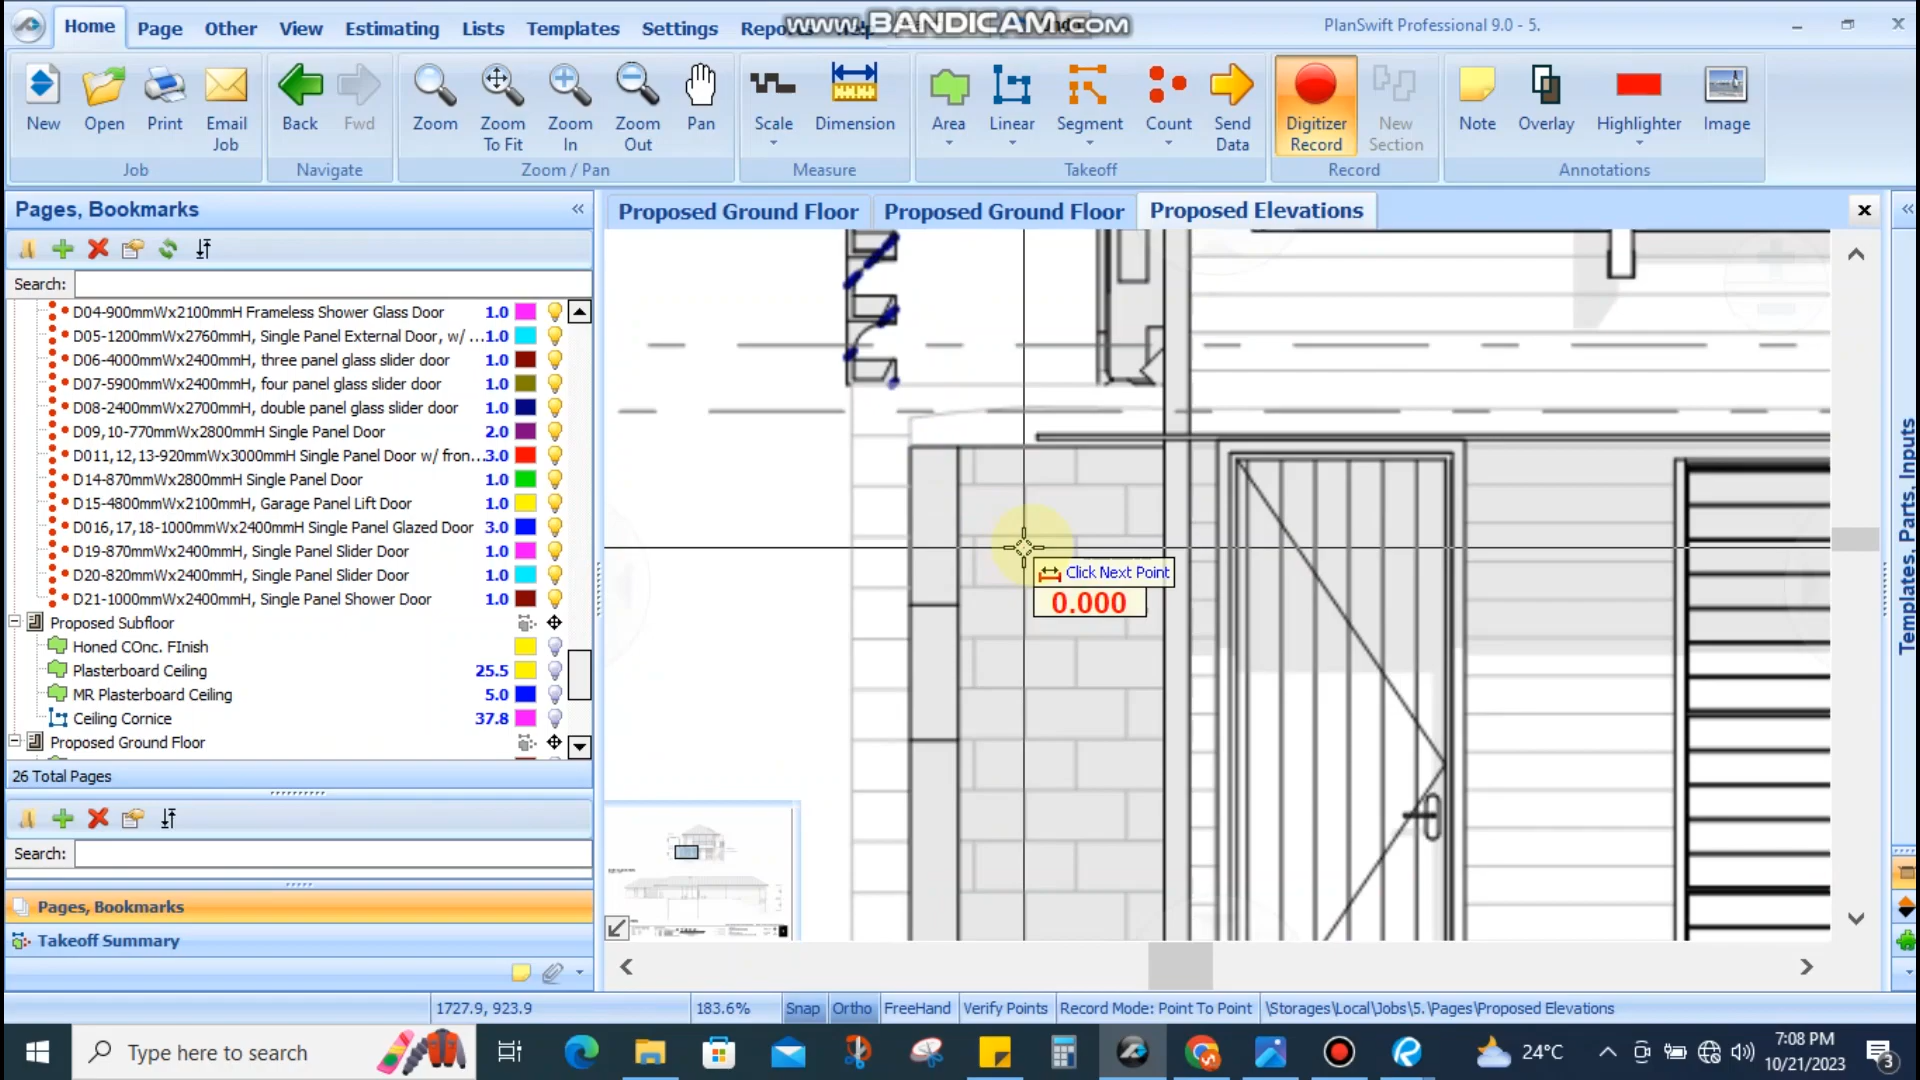 Home Page Other View Estimating Lists Templates Settings
www.BANDICAM.com
PlanSwift Professional 9.0 - 5.
New Open Print Email Job
Job
Back Fwd
Navigate
Zoom Zoom To Fit Zoom In Zoom Out Pan
Zoom / Pan
Scale Dimension
Measure
Area Linear Segment Count Send Data
Takeoff
Digitizer Record New Section
Record
Note Overlay Highlighter Image
Annotations
Pages, Bookmarks
Proposed Ground Floor Proposed Ground Floor Proposed Elevations
Search:
D04-900mmWx2100mmH Frameless Shower Glass Door 1.0
D05-1200mmWx2760mmH, Single Panel External Door, w/ ...1.0
D06-4000mmWx2400mmH, three panel glass slider door 1.0
D07-5900mmWx2400mmH, four panel glass slider door 1.0
D08-2400mmWx2700mmH, double panel glass slider door 1.0
D09,10-770mmWx2800mmH Single Panel Door 2.0
D011,12,13-920mmWx3000mmH Single Panel Door w/ fron...3.0
D14-870mmWx2800mmH Single Panel Door 1.0
D15-4800mmWx2100mmH, Garage Panel Lift Door 1.0
D016,17,18-1000mmWx2400mmH Single Panel Glazed Door 3.0
D19-870mmWx2400mmH, Single Panel Slider Door 1.0
D20-820mmWx2400mmH, Single Panel Slider Door 1.0
D21-1000mmWx2400mmH, Single Panel Shower Door 1.0
Proposed Subfloor
Honed COnc. FInish
Plasterboard Ceiling 25.5
MR Plasterboard Ceiling 5.0
Ceiling Cornice 37.8
Proposed Ground Floor
26 Total Pages
Search:
Pages, Bookmarks
Takeoff Summary
Click Next Point
0.000
Templates, Parts, Inputs
1727.9, 923.9 183.6% Snap Ortho FreeHand Verify Points Record Mode: Point To Point \Storages\Local\Jobs\5.\Pages\Proposed Elevations
Type here to search
24°C
7:08 PM
10/21/2023
3